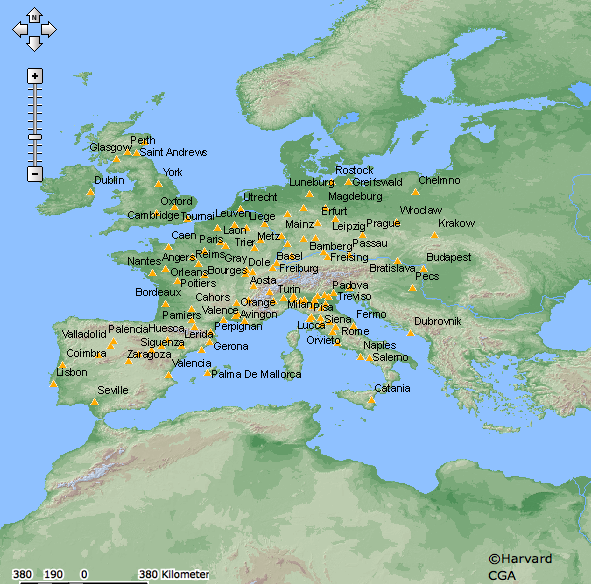 N
Perth
Glasgow
Saint Andrews
Dublin
York
Rostock
Luneburg
Greifswald
Chelmno
Utrecht
Magdeburg
Oxford
Cambridge
Tournai
Leuven
Liege
Erfurt
Wroclaw
Mainz
Leipzig
Prague
Krakow
Caen
Paris
Laon
Trier
Metz
Bamberg
Passau
Nantes
Angers
Reims
Gray
Dole
Basel
Freising
Budapest
Orleans
Bourges
Freiburg
Bratislava
Poitiers
Aosta
Pecs
Bordeaux
Cahors
Turin
Padova
Orange
Milan
Treviso
Pamiers
Valence
Avingon
Pisa
Palencia
Huesca
Perpignan
Lucca
Siena
Fermo
Dubrovnik
Valladolid
Siguenza
Lerida
Gerona
Orvieto
Rome
Coimbra
Zaragoza
Naples
Lisbon
Valencia
Salerno
Palma De Mallorca
Seville
Catania
©Harvard
CGA
380 190 0 380 Kilometer